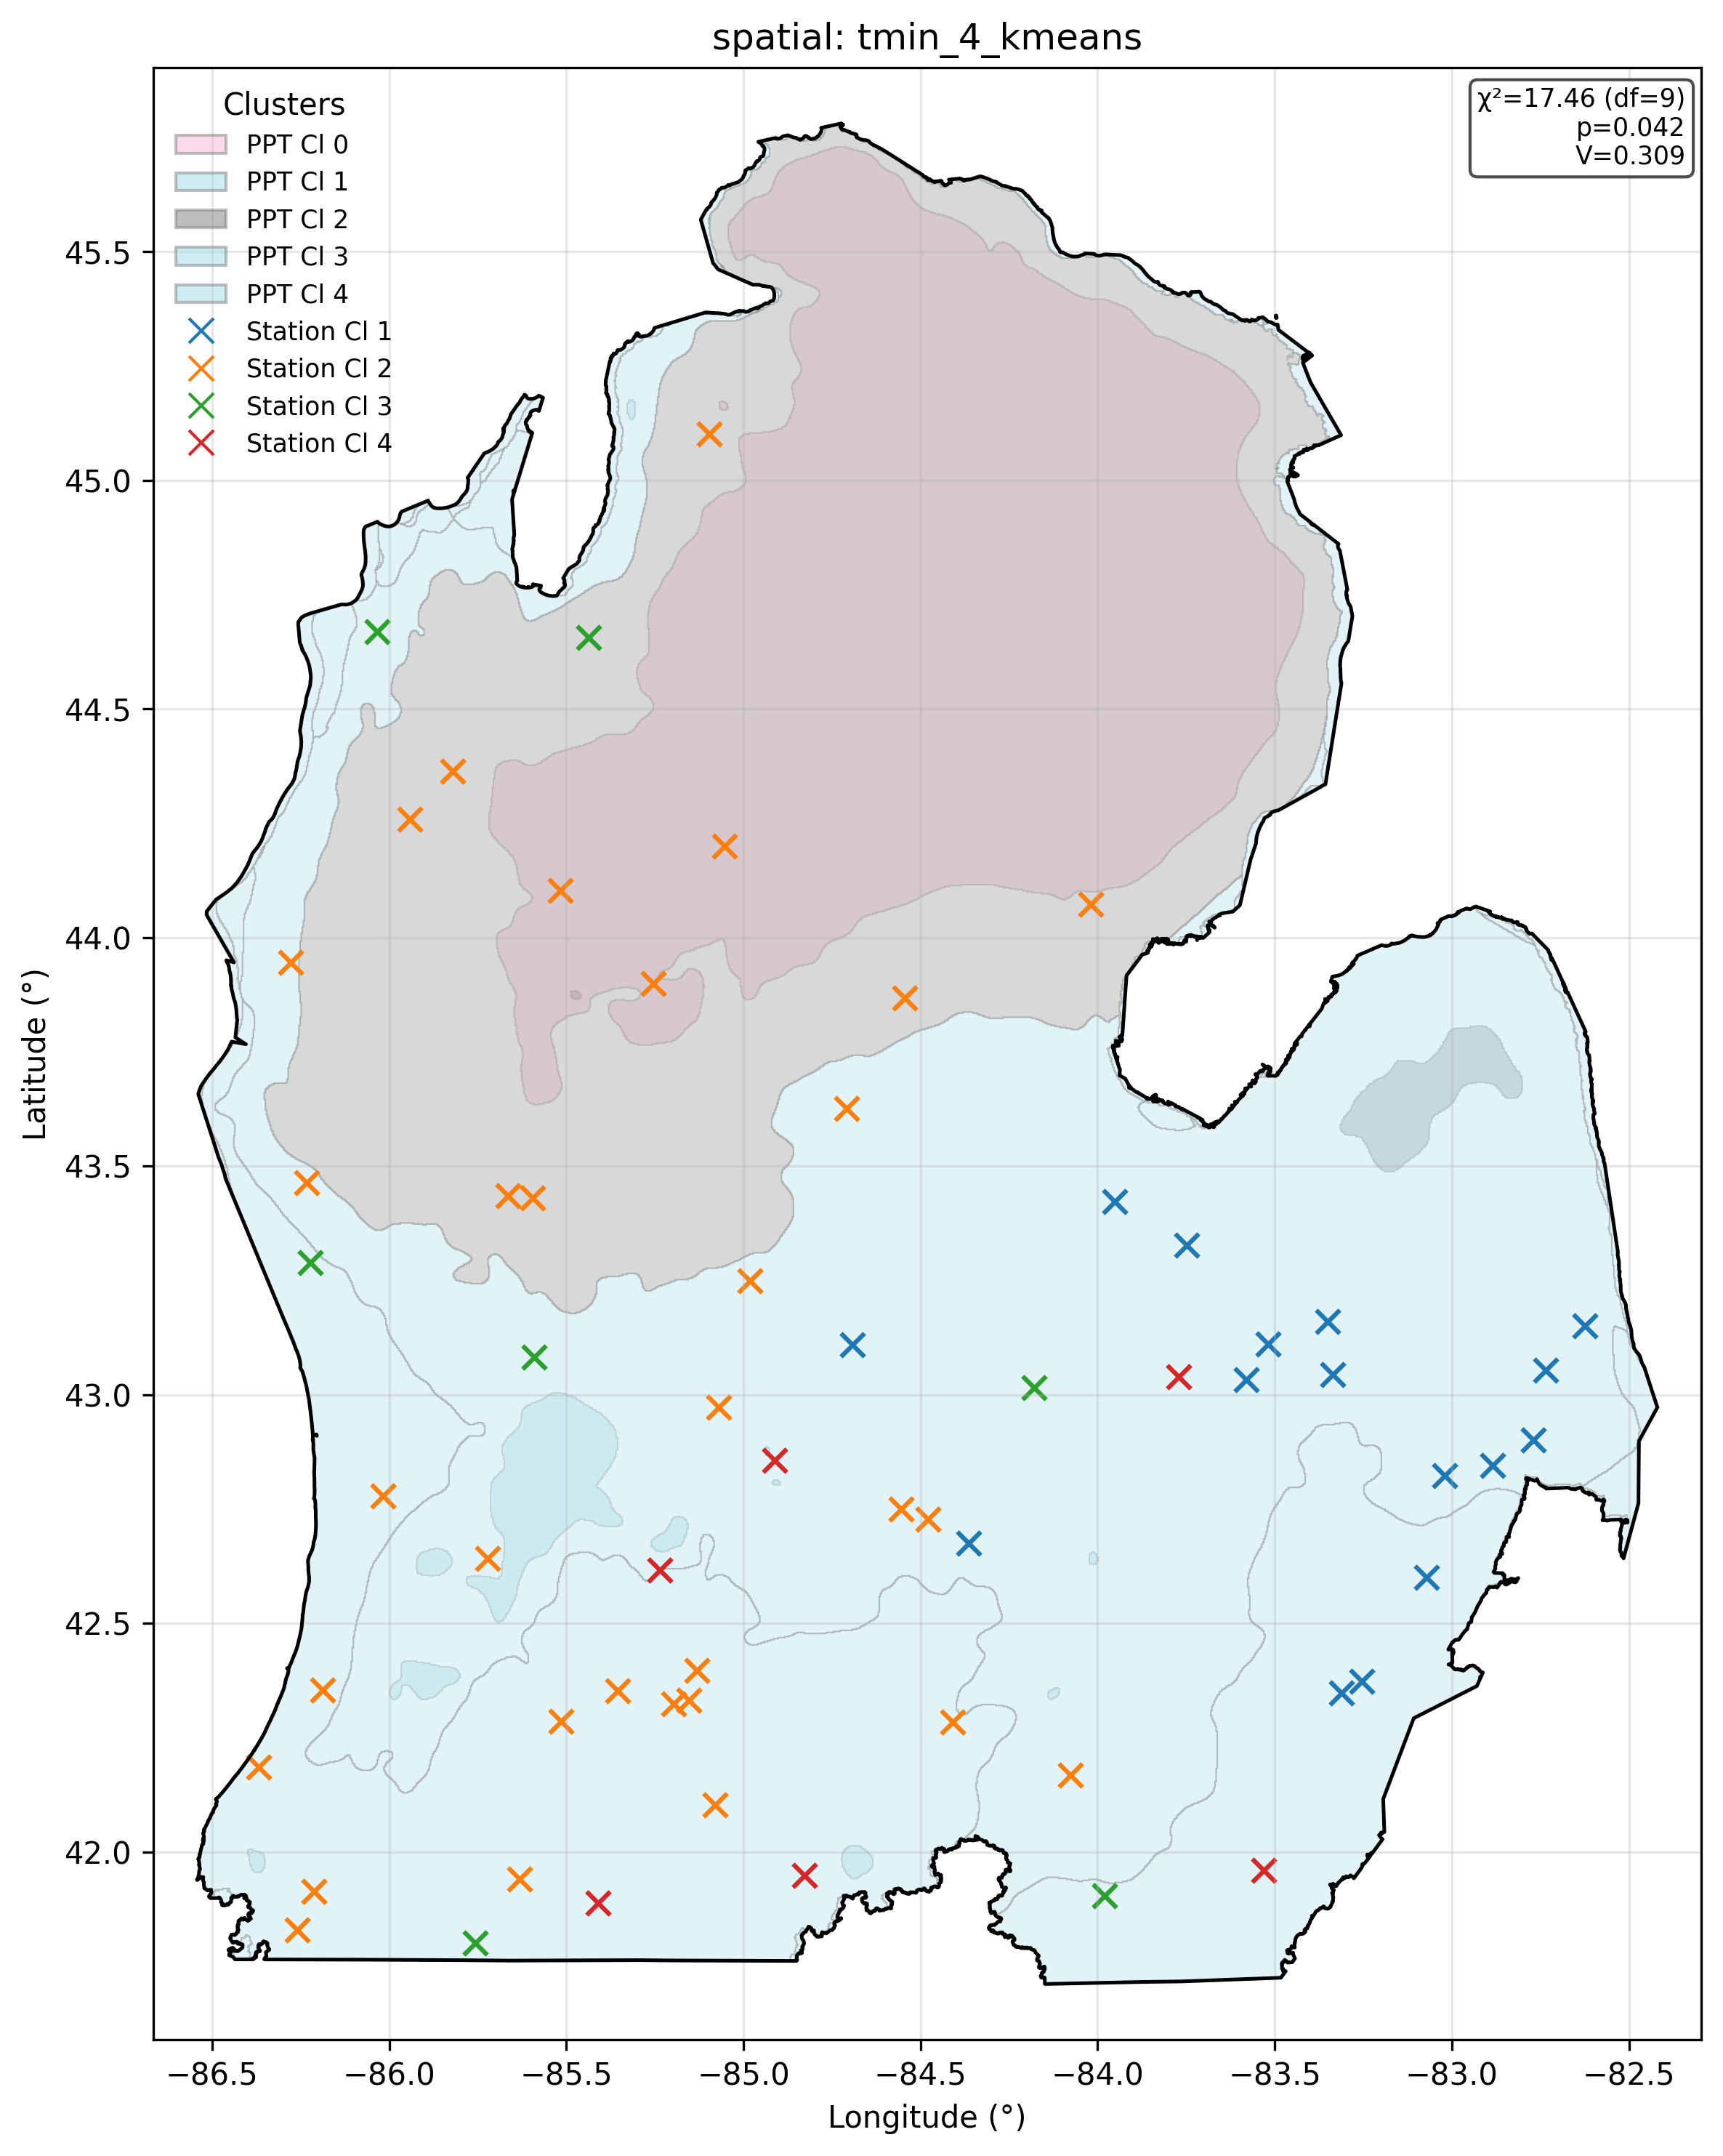 spatial: tmin_4_kmeans
Clusters
PPT Cl 0
PPT Cl 1
PPT Cl 2
PPT Cl 3
PPT Cl 4
Station Cl 1
Station Cl 2
Station Cl 3
Station Cl 4
χ²=17.46 (df=9)
p=0.042
V=0.309
45.5
45.0
44.5
44.0
43.5
43.0
42.5
42.0
Latitude (°)
−86.5
−86.0
−85.5
−85.0
−84.5
−84.0
−83.5
−83.0
−82.5
Longitude (°)